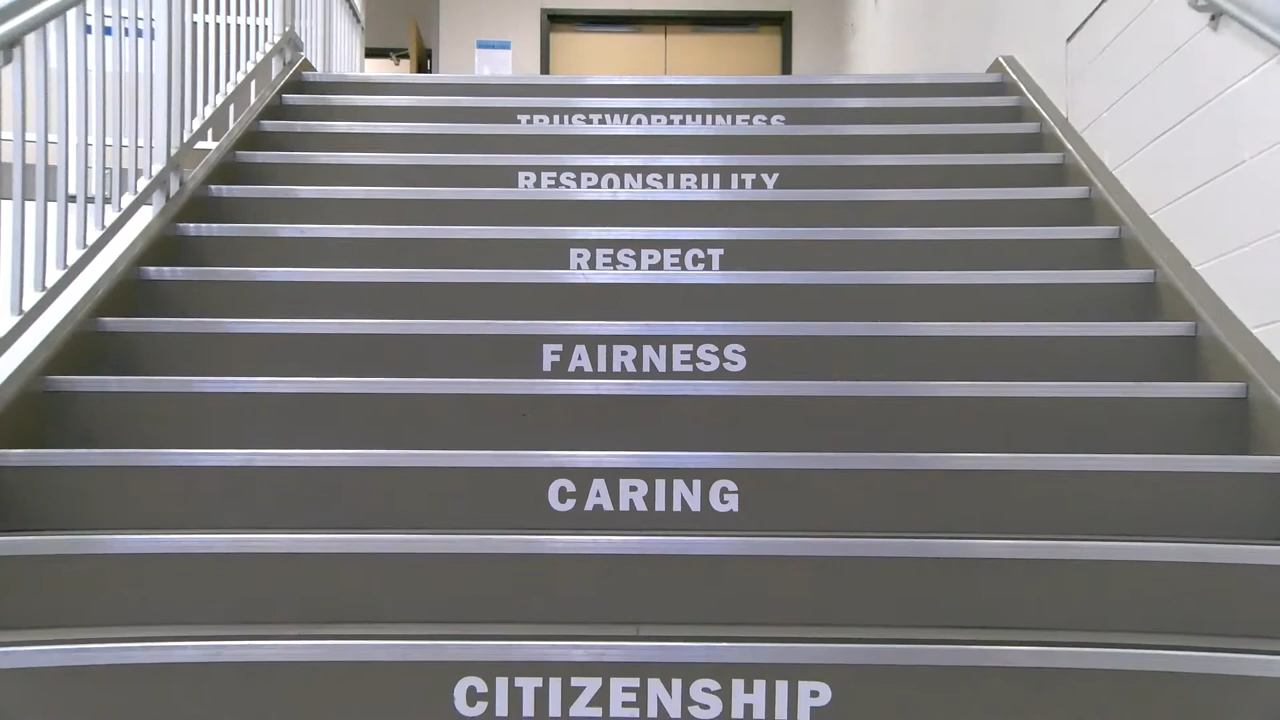 TRUSTWORTHINESS
RESPONSIBILITY
RESPECT
FAIRNESS
CARING
CITIZENSHIP